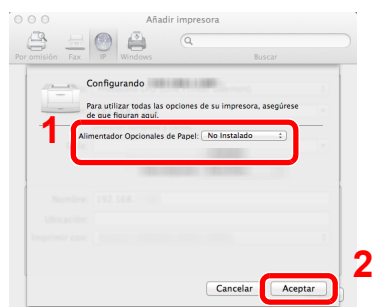 Añadir impresora
Por omisión Fax IP Windows Buscar
Configurando
Para utilizar todas las opciones de su impresora, asegúrese
de que figuran aquí.
1
Alimentador Opcionales de Papel: No Instalado
Nombre: 192.168
Ubicación:
Imprimir con:
Cancelar Aceptar
2